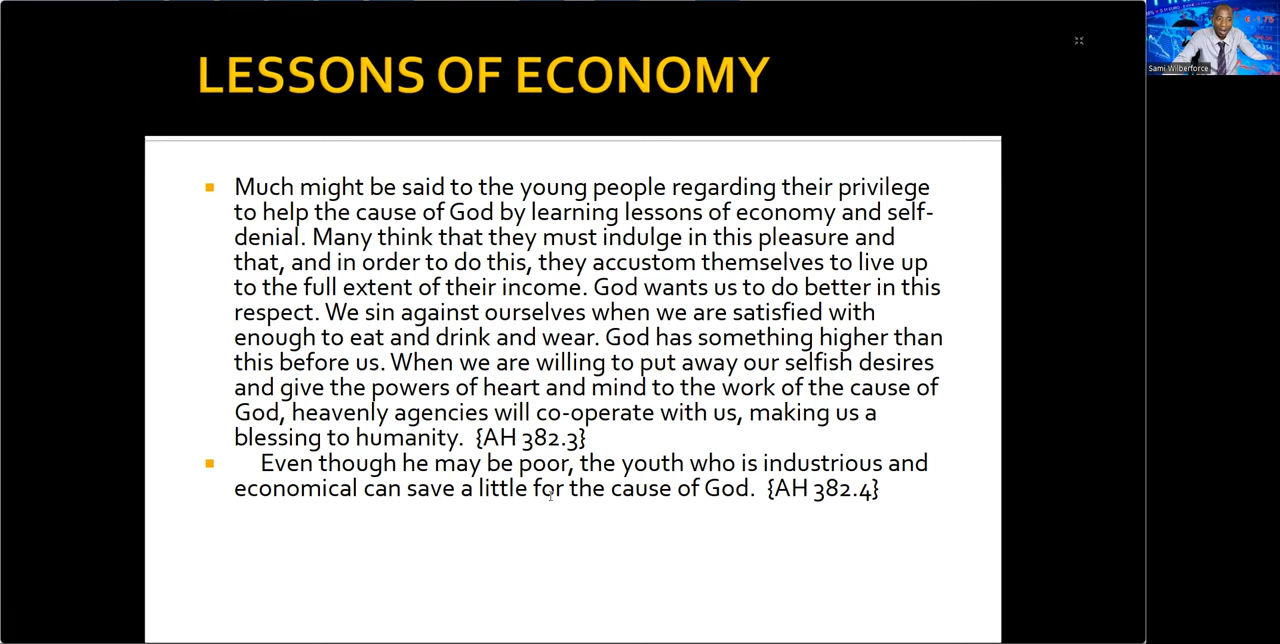 LESSONS OF ECONOMY
Much might be said to the young people regarding their privilege
to help the cause of God by learning lessons of economy and self-
denial. Many think that they must indulge in this pleasure and
that, and in order to do this, they accustom themselves to live up
to the full extent of their income. God wants us to do better in this
respect. We sin against ourselves when we are satisfied with
enough to eat and drink and wear. God has something higher than
this before us. When we are willing to put away our selfish desires
and give the powers of heart and mind to the work of the cause of
God, heavenly agencies will co-operate with us, making us a
blessing to humanity. {AH 382.3}
Even though he may be poor, the youth who is industrious and
economical can save a little for the cause of God. {AH 382.4}
Sami Wilberforce